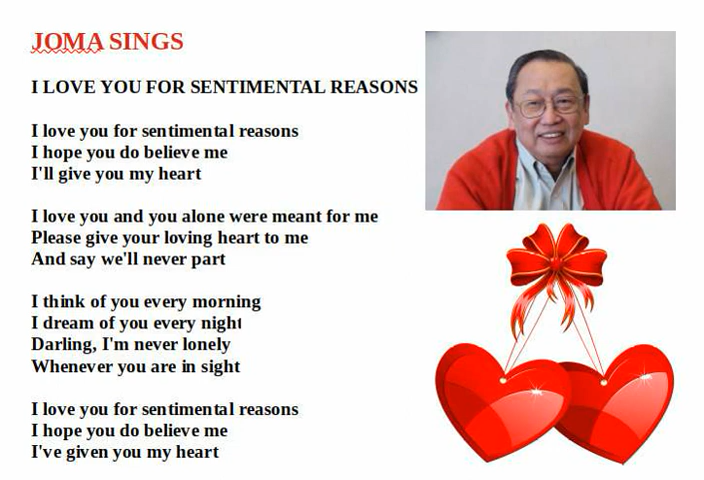 JOMA SINGS
I LOVE YOU FOR SENTIMENTAL REASONS
I love you for sentimental reasons
I hope you do believe me
I'll give you my heart
I love you and you alone were meant for me
Please give your loving heart to me
And say we'll never part
I think of you every morning
I dream of you every night
Darling, I'm never lonely
Whenever you are in sight
I love you for sentimental reasons
I hope you do believe me
I've given you my heart